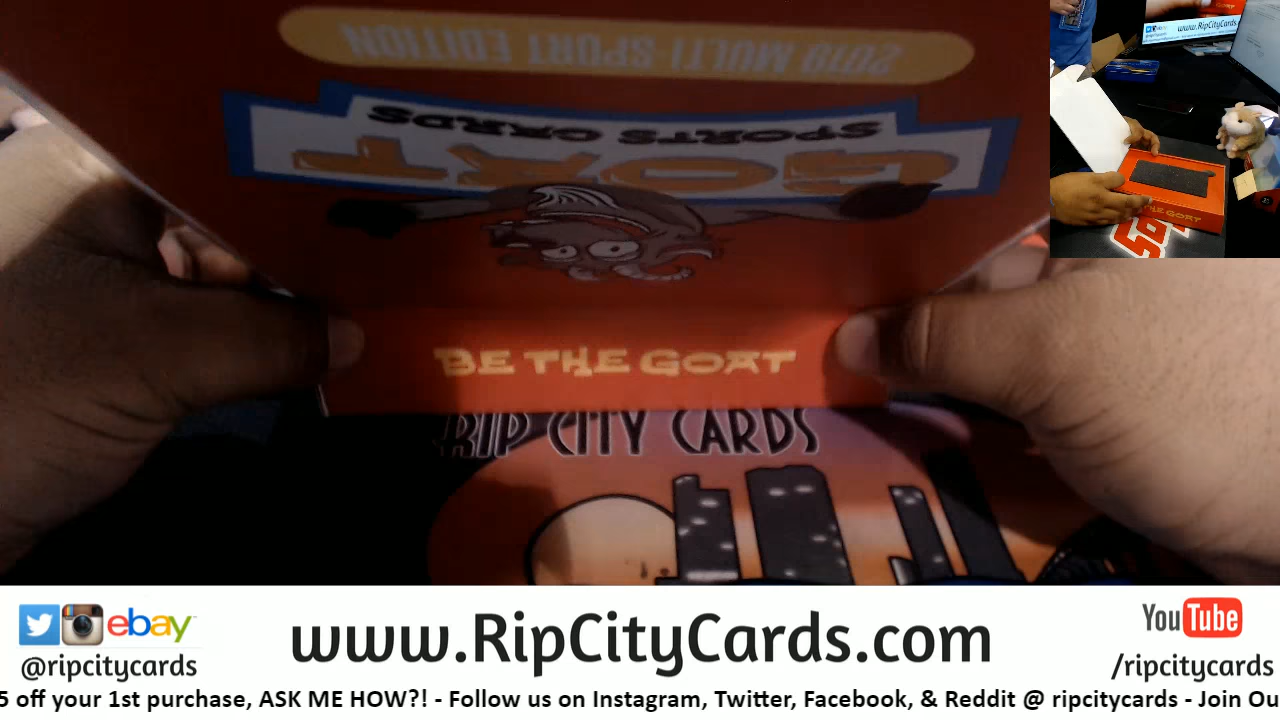 2019 MULTI-SPORT EDITION
SPORTS CARDS
GOAT
BE THE GOAT
RIP CITY CARDS
THE GOAT
www.RipCityCards.com
ebay
@ripcitycards
www.RipCityCards.com
YouTube
/ripcitycards
5 off your 1st purchase, ASK ME HOW?! - Follow us on Instagram, Twitter, Facebook, & Reddit @ ripcitycards - Join Ou